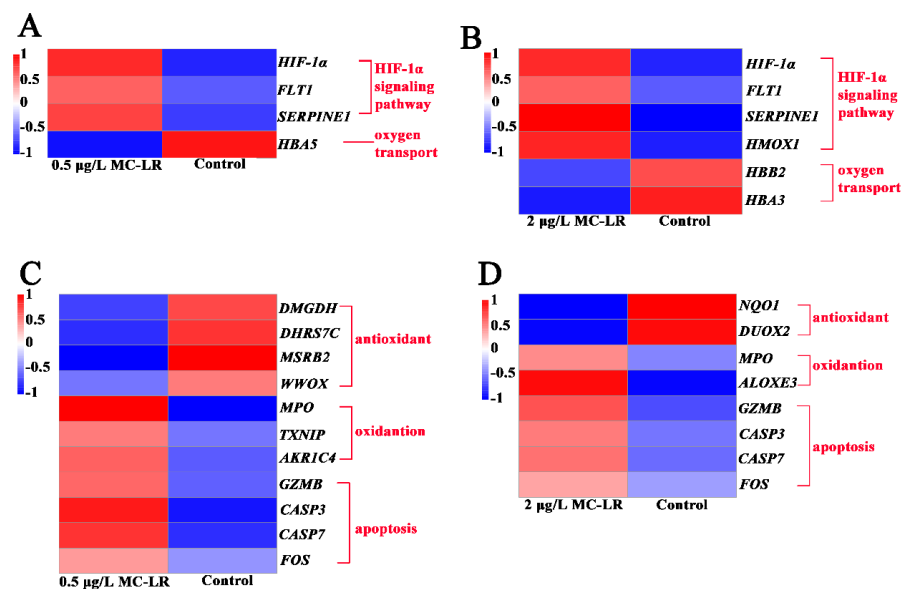 A
1
0.5
0
-0.5
-1
HIF-1α
FLT1
SERPINE1
HBA5
HIF-1α
signaling
pathway
oxygen
transport
0.5 μg/L MC-LR
Control
B
1
0.5
0
-0.5
-1
HIF-1α
FLT1
SERPINE1
HMOX1
HBB2
HBA3
HIF-1α
signaling
pathway
oxygen
transport
2 μg/L MC-LR
Control
C
1
0.5
0
-0.5
-1
DMGDH
DHRS7C
MSRB2
WWOX
MPO
TXNIP
AKR1C4
GZMB
CASP3
CASP7
FOS
antioxidant
oxidantion
apoptosis
0.5 μg/L MC-LR
Control
D
1
0.5
0
-0.5
-1
NQO1
DUOX2
MPO
ALOXE3
GZMB
CASP3
CASP7
FOS
antioxidant
oxidantion
apoptosis
2 μg/L MC-LR
Control